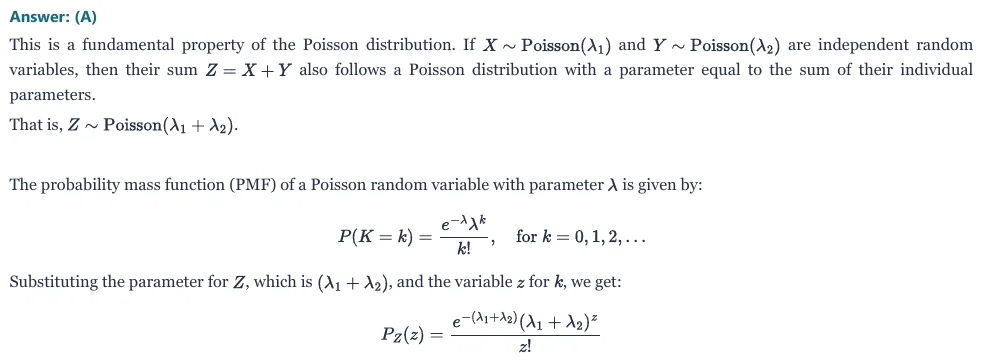 Answer: (A)
This is a fundamental property of the Poisson distribution. If X ∼ Poisson(λ₁) and Y ∼ Poisson(λ₂) are independent random
variables, then their sum Z = X + Y also follows a Poisson distribution with a parameter equal to the sum of their individual
parameters.
That is, Z ∼ Poisson(λ₁ + λ₂).
The probability mass function (PMF) of a Poisson random variable with parameter λ is given by:
P(K = k) = \frac{e^{-λ}λ^k}{k!}, for k = 0, 1, 2, . . .
Substituting the parameter for Z, which is (λ₁ + λ₂), and the variable z for k, we get:
P_Z(z) = \frac{e^{-(λ₁+λ₂)}(λ₁ + λ₂)^z}{z!}